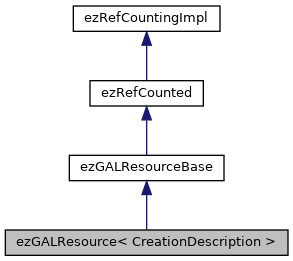 ezRefCountingImpl
ezRefCounted
ezGALResourceBase
ezGALResource< CreationDescription >